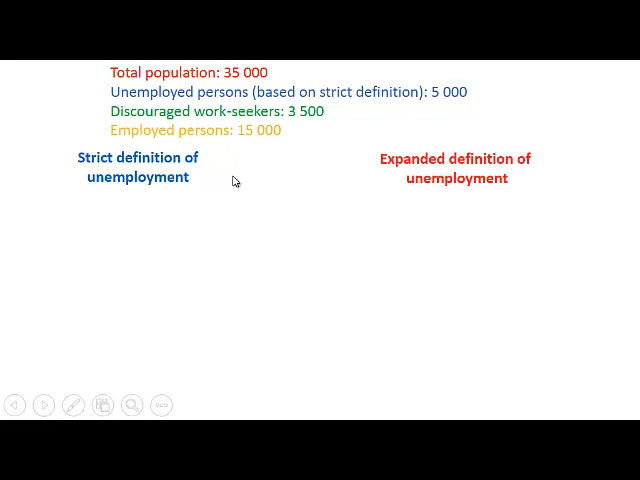 Total population: 35 000
Unemployed persons (based on strict definition): 5 000
Discouraged work-seekers: 3 500
Employed persons: 15 000
Strict definition of
unemployment
Expanded definition of
unemployment